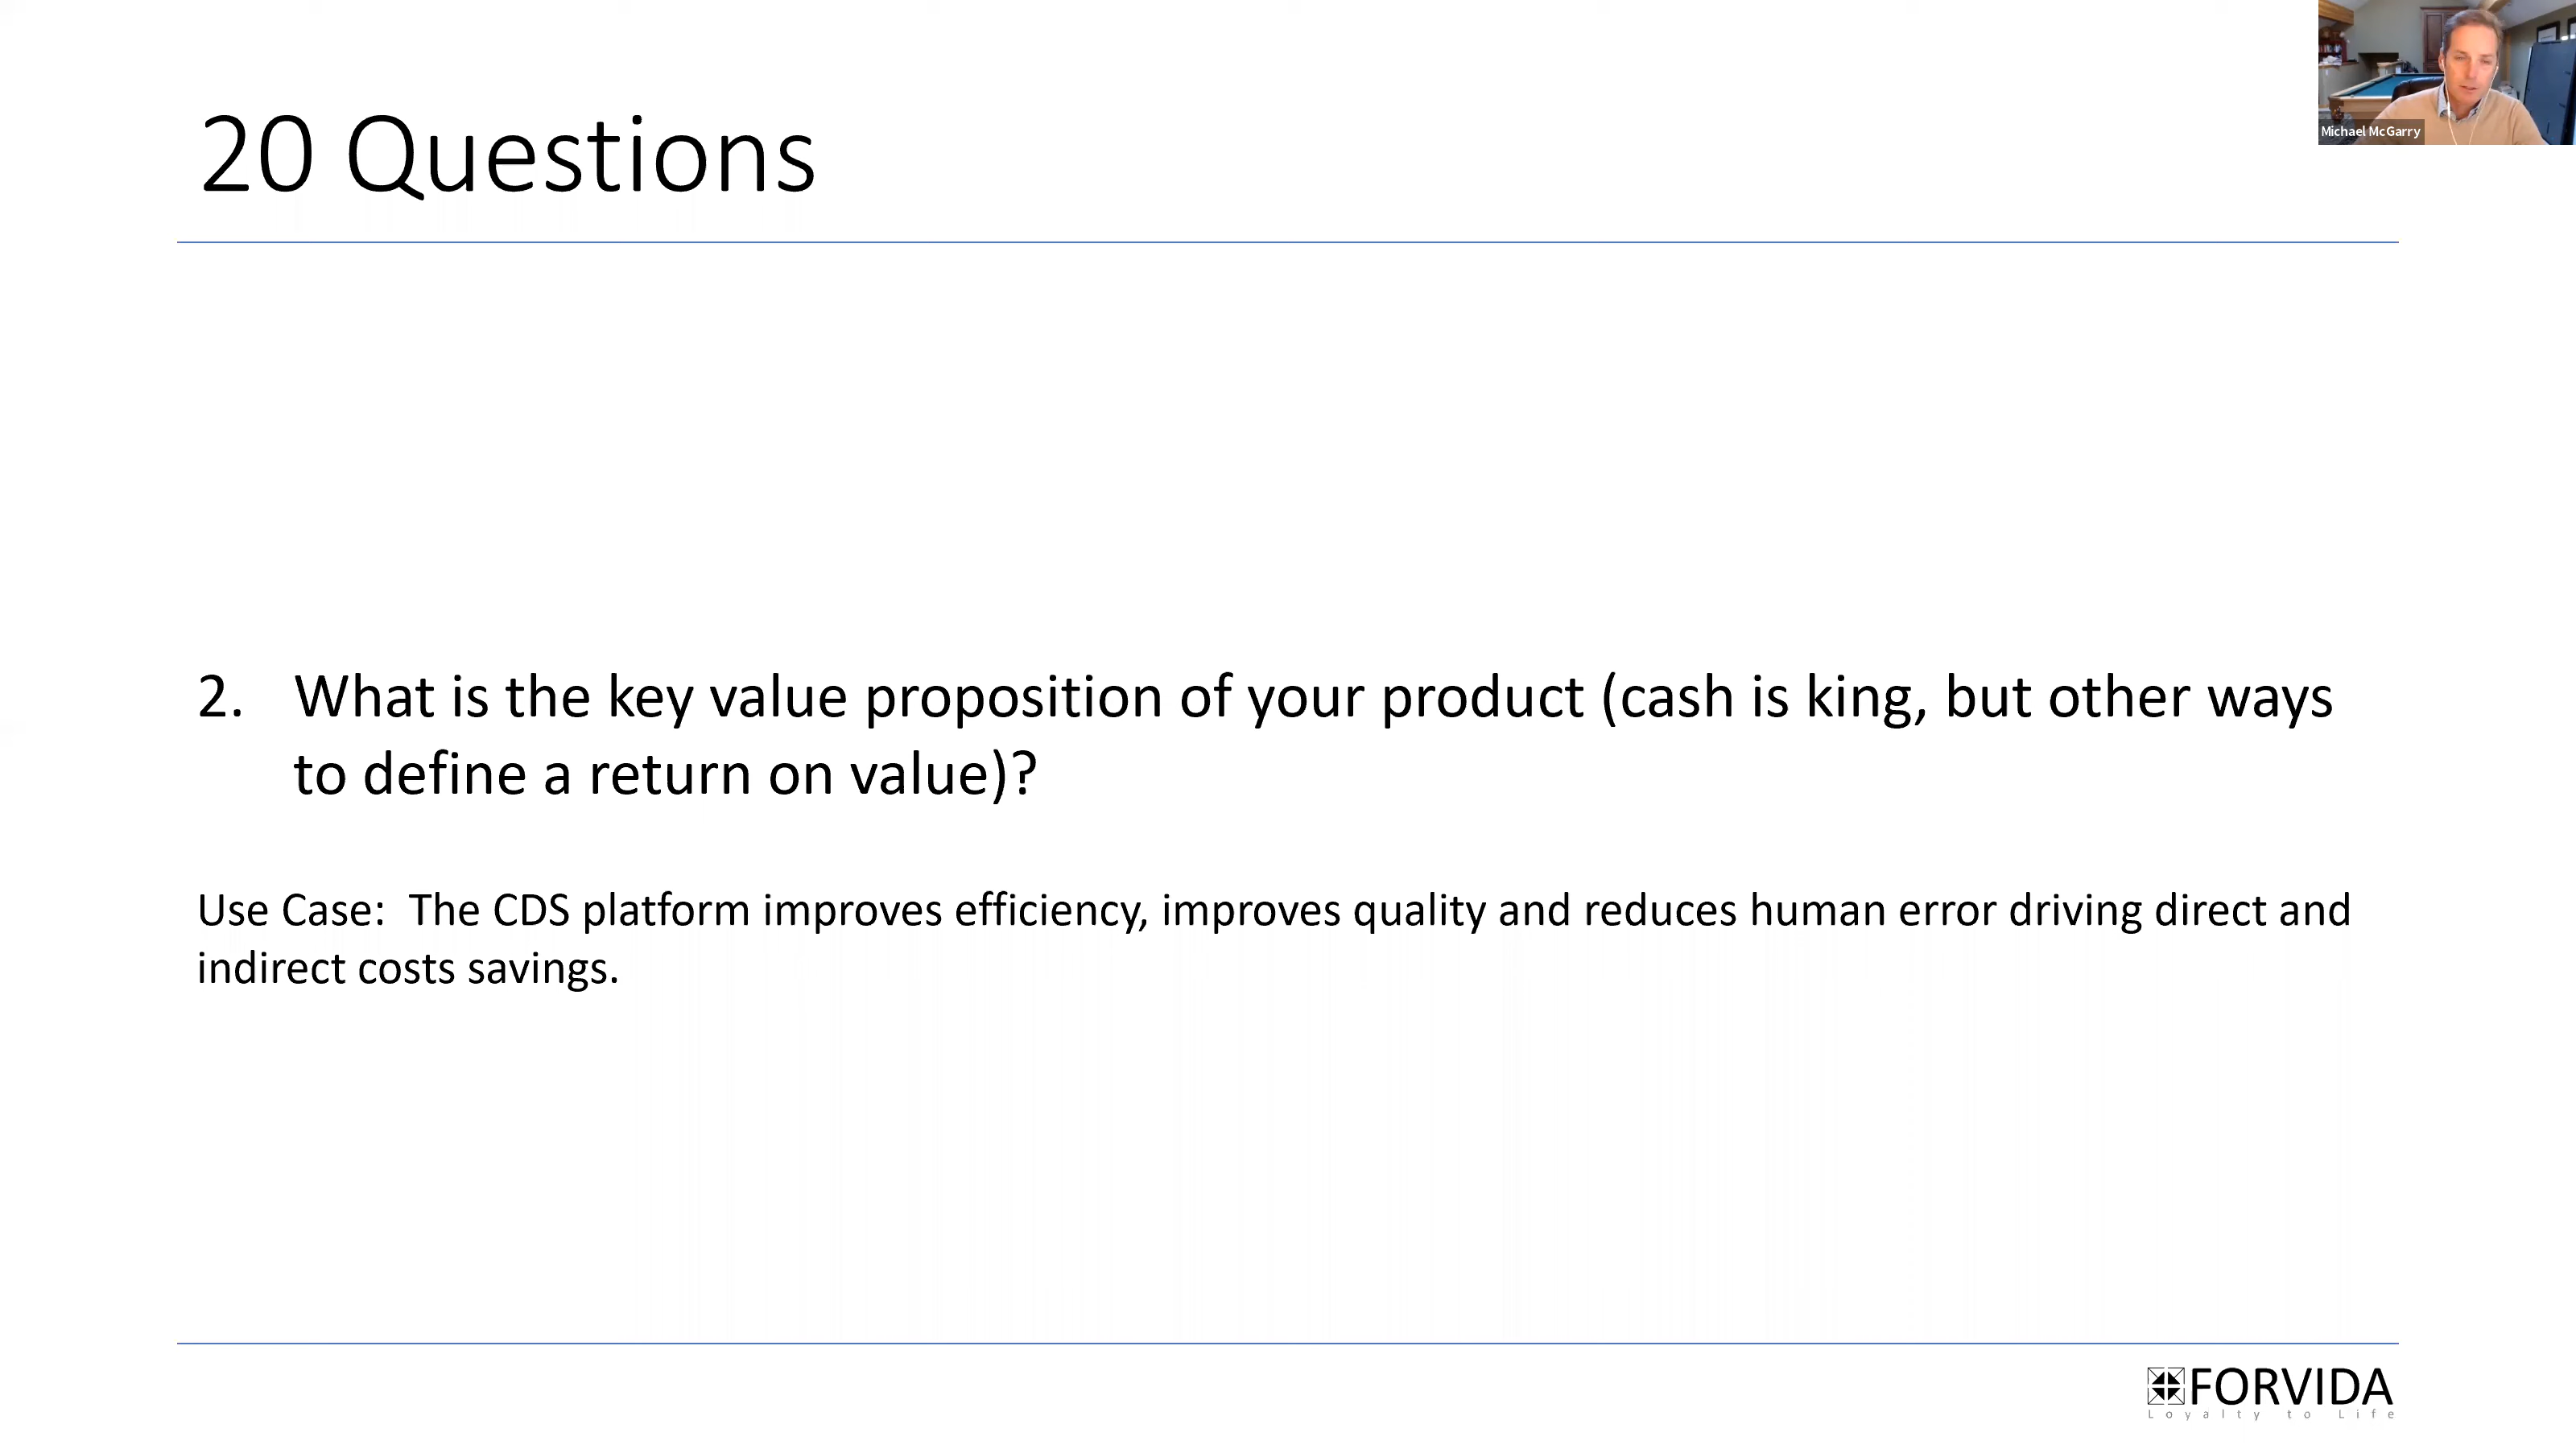 20 Questions
Michael McGarry
2. What is the key value proposition of your product (cash is king, but other ways
to define a return on value)?
Use Case: The CDS platform improves efficiency, improves quality and reduces human error driving direct and
indirect costs savings.
FORVIDA
Loyalty to Life